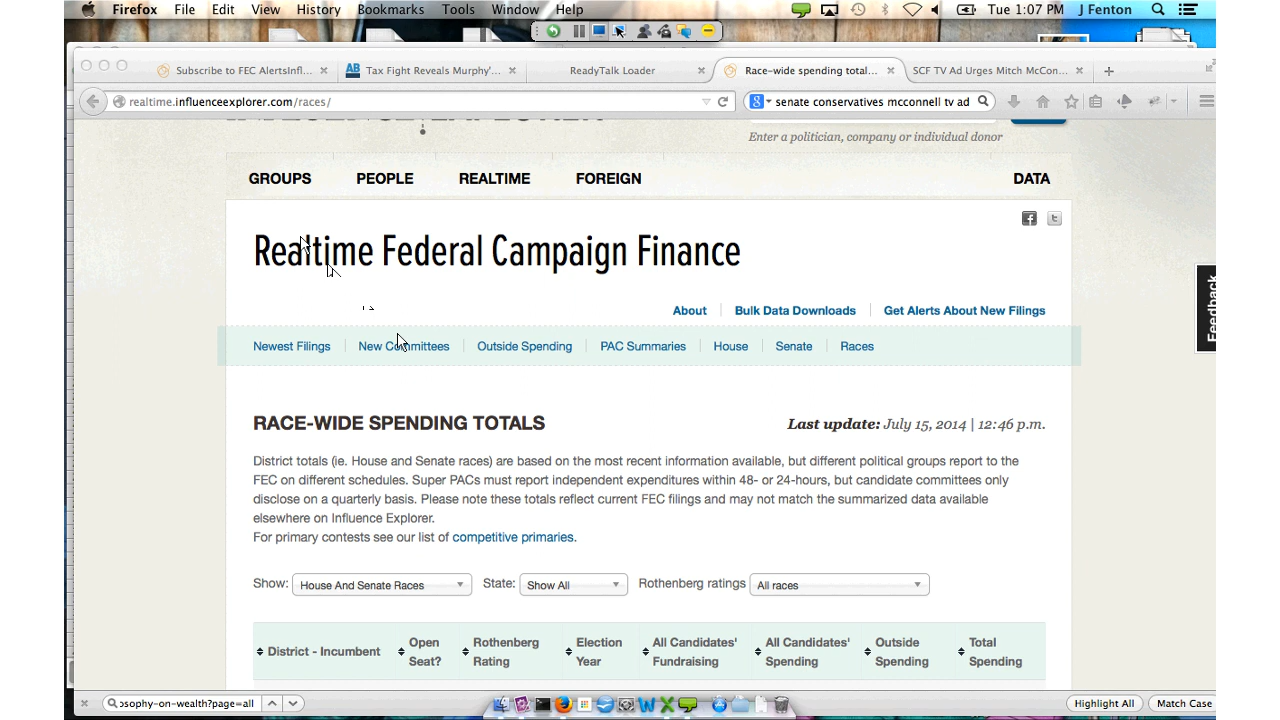 Firefox File Edit View History Bookmarks Tools Window Help Tue 1:07 PM J Fenton
Subscribe to FEC AlertsInfl... Tax Fight Reveals Murphy'... ReadyTalk Loader Race-wide spending total... SCF TV Ad Urges Mitch McCon...
realtime.influenceexplorer.com/races/ senate conservatives mcconnell tv ad
Enter a politician, company or individual donor
GROUPS PEOPLE REALTIME FOREIGN DATA
Realtime Federal Campaign Finance
Feedback
About Bulk Data Downloads Get Alerts About New Filings
Newest Filings New Committees Outside Spending PAC Summaries House Senate Races
RACE-WIDE SPENDING TOTALS Last update: July 15, 2014 | 12:46 p.m.
District totals (ie. House and Senate races) are based on the most recent information available, but different political groups report to the
FEC on different schedules. Super PACs must report independent expenditures within 48- or 24-hours, but candidate committees only
disclose on a quarterly basis. Please note these totals reflect current FEC filings and may not match the summarized data available
elsewhere on Influence Explorer.
For primary contests see our list of competitive primaries.
Show: House And Senate Races State: Show All Rothenberg ratings All races
District - Incumbent Open Seat? Rothenberg Rating Election Year All Candidates' Fundraising All Candidates' Spending Outside Spending Total Spending
osophy-on-wealth?page=all Highlight All Match Case